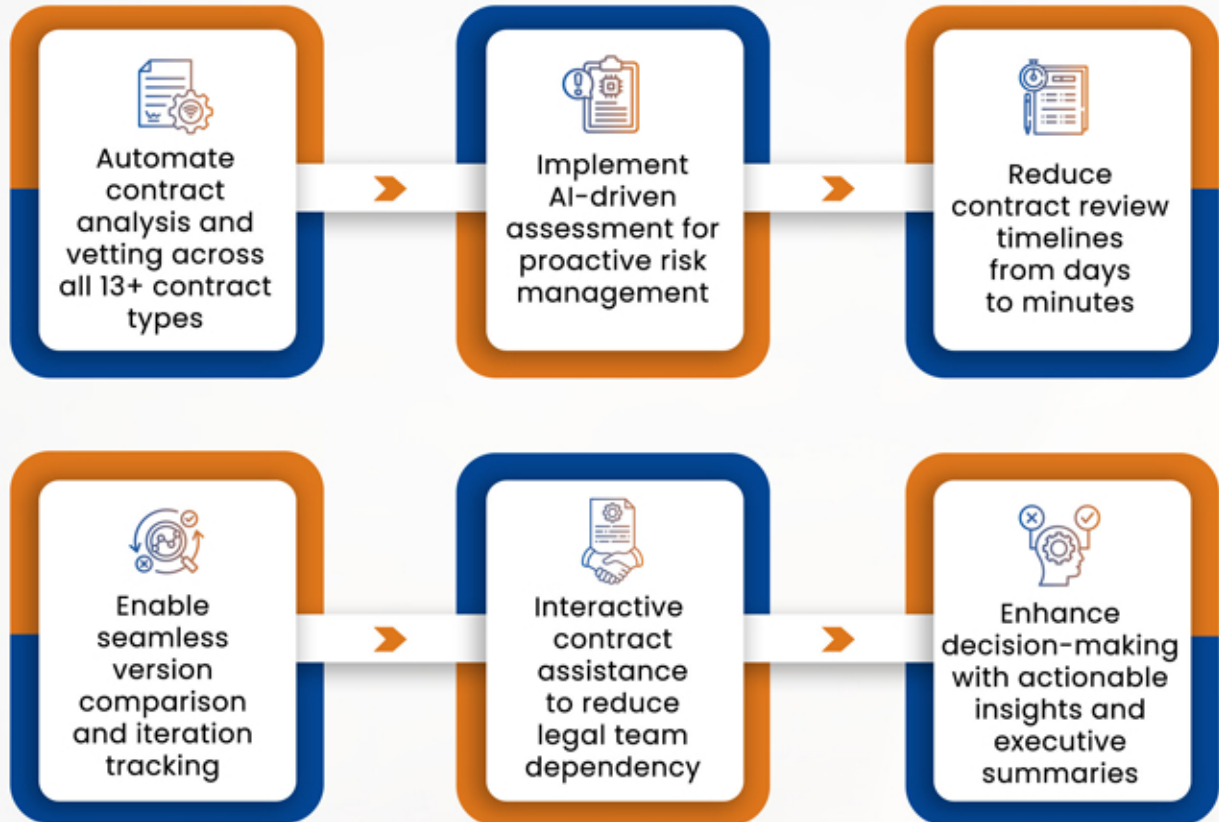 Automate
contract
analysis and
vetting across
all 13+ contract
types
Implement
AI-driven
assessment for
proactive risk
management
Reduce
contract review
timelines
from days
to minutes
Enable
seamless
version
comparison
and iteration
tracking
Interactive
contract
assistance
to reduce
legal team
dependency
Enhance
decision-making
with actionable
insights and
executive
summaries